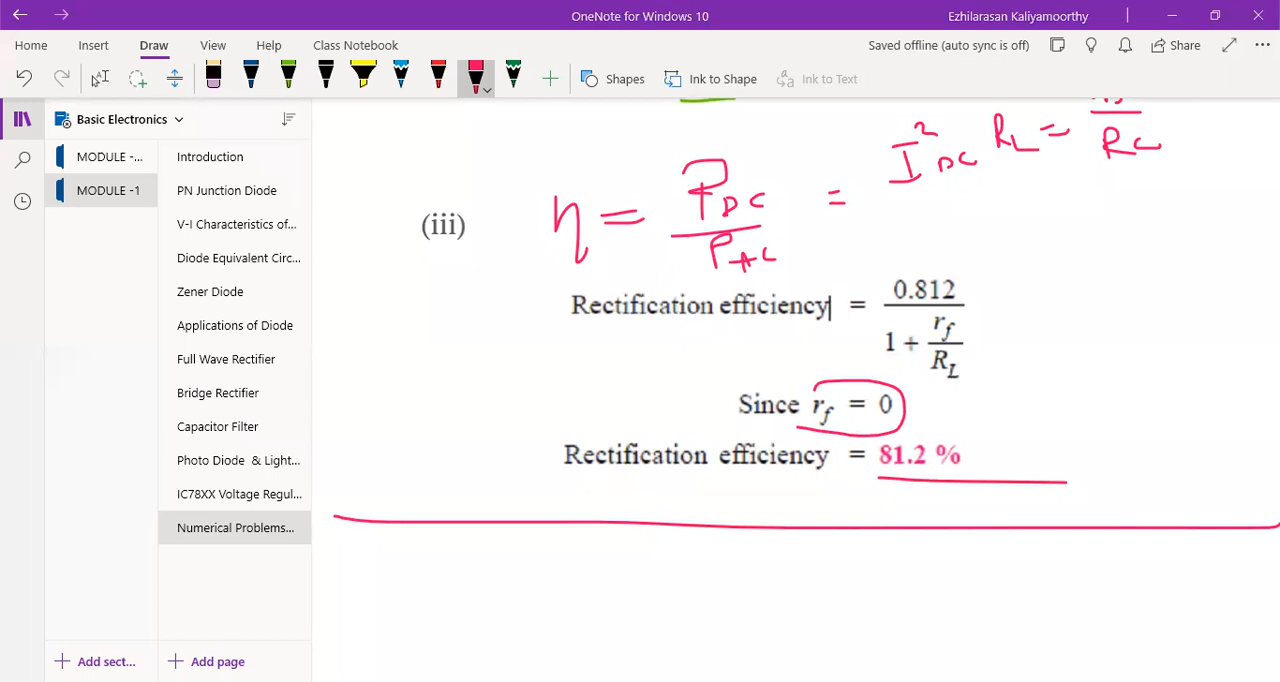 OneNote for Windows 10
Ezhilarasan Kaliyamoorthy
Home Insert Draw View Help Class Notebook
Saved offline (auto sync is off) Share
Shapes Ink to Shape Ink to Text
Basic Electronics
MODULE -...
MODULE -1
Introduction
PN Junction Diode
V-I Characteristics of...
Diode Equivalent Circ...
Zener Diode
Applications of Diode
Full Wave Rectifier
Bridge Rectifier
Capacitor Filter
Photo Diode & Light...
IC78XX Voltage Regul...
Numerical Problems...
Add sect...
Add page
I²DC RL = / RL
(iii) η = PDC / PAC =
Rectification efficiency = 0.812 / 1 + rf / RL
Since rf = 0
Rectification efficiency = 81.2 %